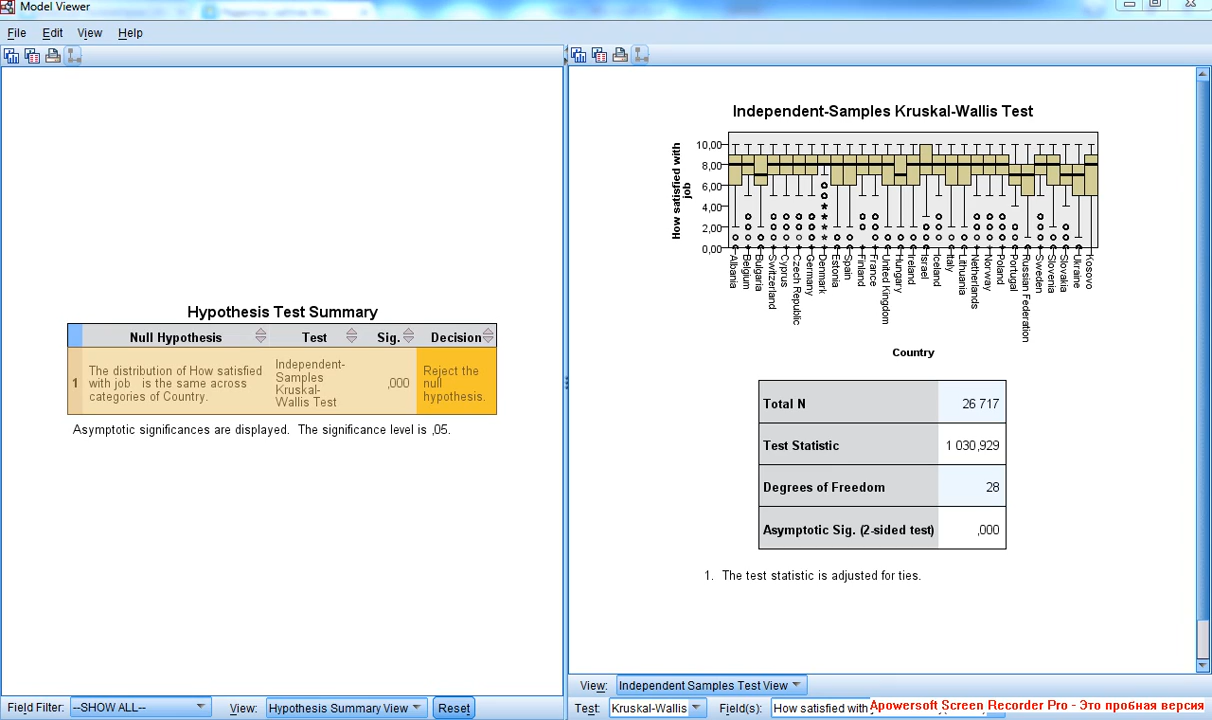 Model Viewer
File Edit View Help
Hypothesis Test Summary
Null Hypothesis Test Sig. Decision
1 The distribution of How satisfied with job is the same across categories of Country. Independent-Samples Kruskal-Wallis Test ,000 Reject the null hypothesis.
Asymptotic significances are displayed. The significance level is ,05.
Field Filter: --SHOW ALL-- View: Hypothesis Summary View Reset
Independent-Samples Kruskal-Wallis Test
How satisfied with
job
10,00
8,00
6,00
4,00
2,00
0,00
Albania
Belgium
Bulgaria
Switzerland
Cyprus
Czech Republic
Germany
Denmark
Estonia
Spain
Finland
France
United Kingdom
Hungary
Ireland
Israel
Iceland
Italy
Lithuania
Netherlands
Norway
Poland
Portugal
Russian Federation
Sweden
Slovenia
Slovakia
Ukraine
Kosovo
Country
Total N 26 717
Test Statistic 1 030,929
Degrees of Freedom 28
Asymptotic Sig. (2-sided test) ,000
1. The test statistic is adjusted for ties.
View: Independent Samples Test View
Test: Kruskal-Wallis Field(s): How satisfied with
Apowersoft Screen Recorder Pro - Это пробная версия